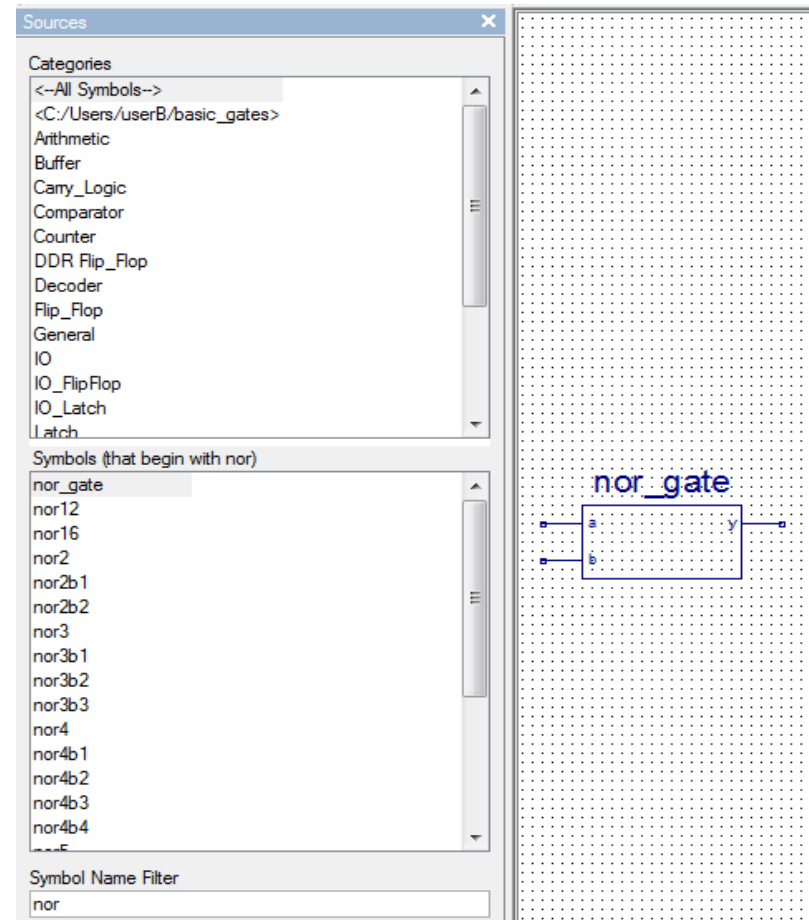 Sources
Categories
<--All Symbols-->
<C:/Users/userB/basic_gates>
Arithmetic
Buffer
Carry_Logic
Comparator
Counter
DDR Flip_Flop
Decoder
Flip_Flop
General
IO
IO_FlipFlop
IO_Latch
Latch
Symbols (that begin with nor)
nor_gate
nor12
nor16
nor2
nor2b1
nor2b2
nor3
nor3b1
nor3b2
nor3b3
nor4
nor4b1
nor4b2
nor4b3
nor4b4
Symbol Name Filter
nor
nor_gate
a y
b